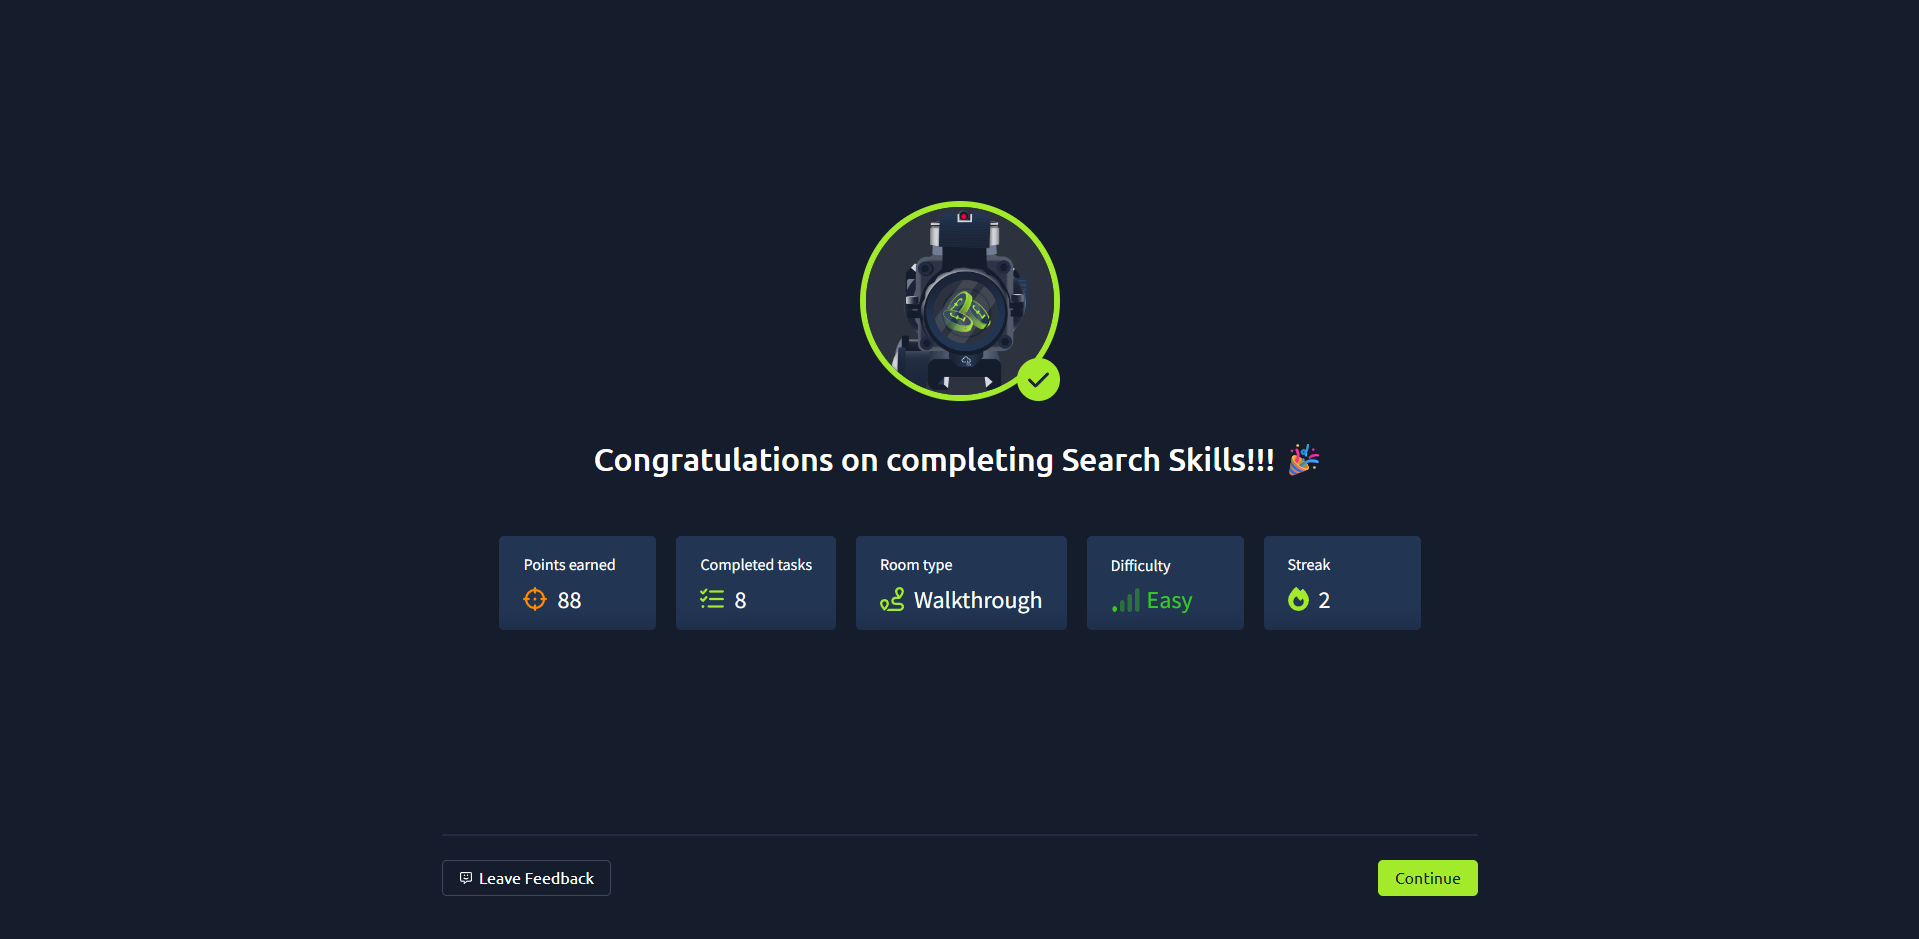 Congratulations on completing Search Skills!!! 🎉
Points earned
88
Completed tasks
8
Room type
Walkthrough
Difficulty
Easy
Streak
2
Leave Feedback
Continue